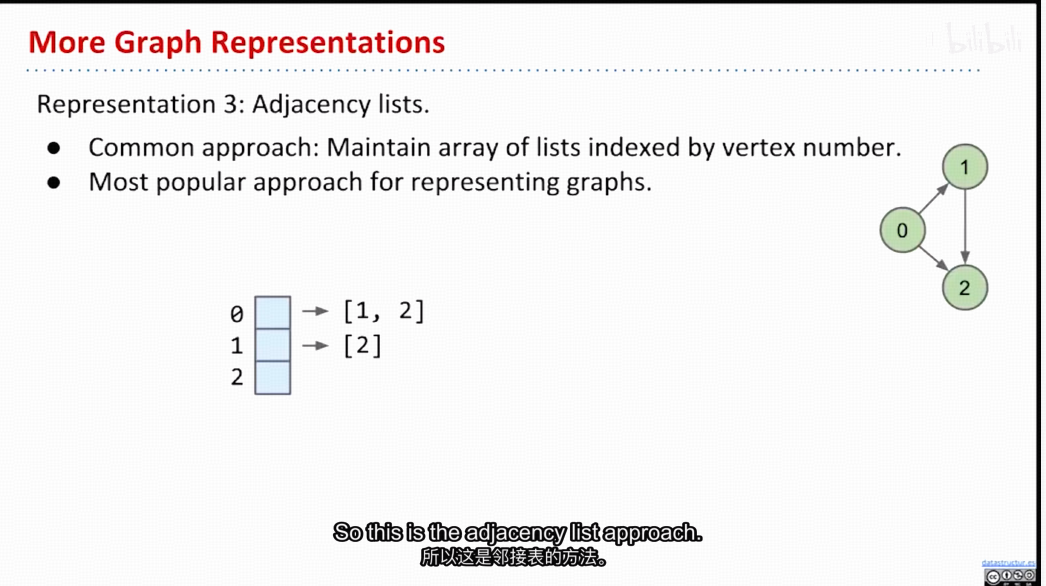 More Graph Representations
bilibili
Representation 3: Adjacency lists.
● Common approach: Maintain array of lists indexed by vertex number.
● Most popular approach for representing graphs.
1
0
2
0 → [1, 2]
1 → [2]
2
So this is the adjacency list approach.
所以这是邻接表的方法。
datastructur.es